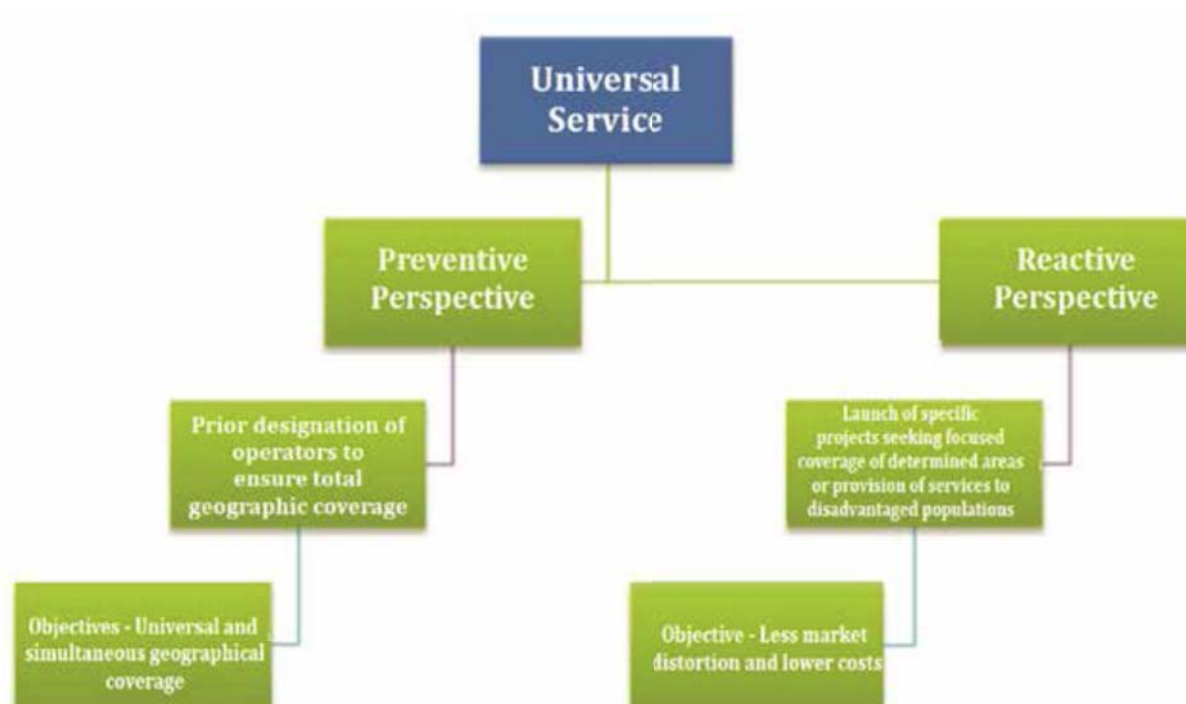 Universal
Service
Preventive
Perspective
Reactive
Perspective
Prior designation of
operators to
ensure total
geographic coverage
Launch of specific
projects seeking focused
coverage of determined areas
or provision of services to
disadvantaged populations
Objectives - Universal and
simultaneous geographical
coverage
Objective - Less market
distortion and lower costs